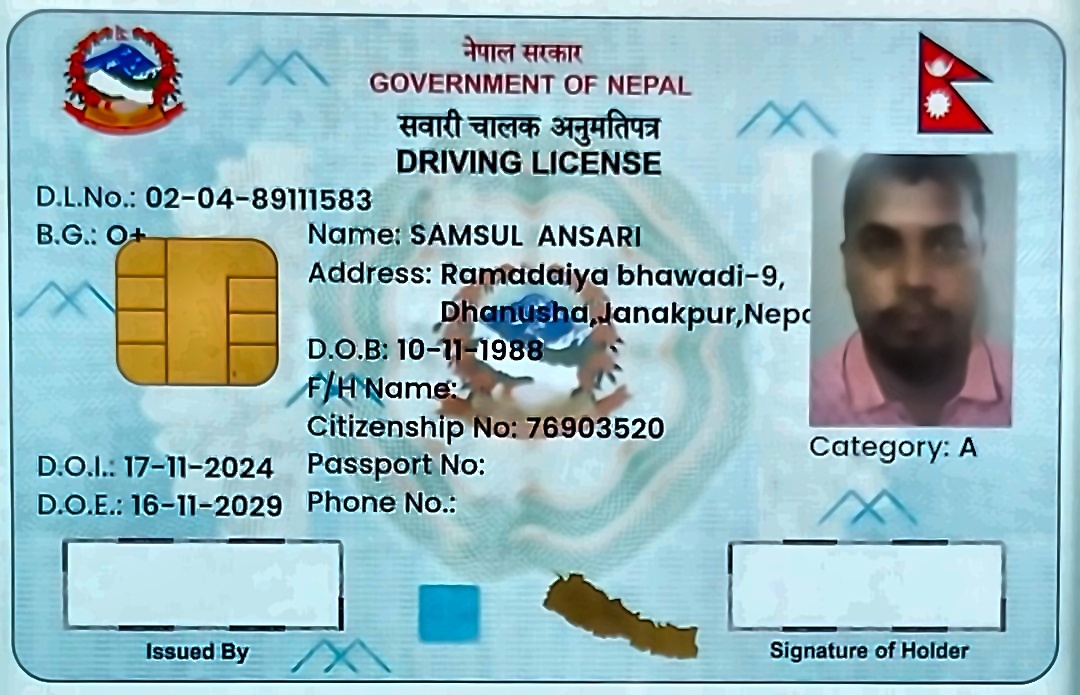 नेपाल सरकार
GOVERNMENT OF NEPAL
सवारी चालक अनुमतिपत्र
DRIVING LICENSE
D.L.No.: 02-04-89111583
B.G.: O+
Name: SAMSUL ANSARI
Address: Ramadaiya bhawadi-9,
Dhanusha,Janakpur,Nepa
D.O.B: 10-11-1988
F/H Name:
Citizenship No: 76903520
Category: A
D.O.I.: 17-11-2024
Passport No:
D.O.E.: 16-11-2029
Phone No.:
Issued By
Signature of Holder